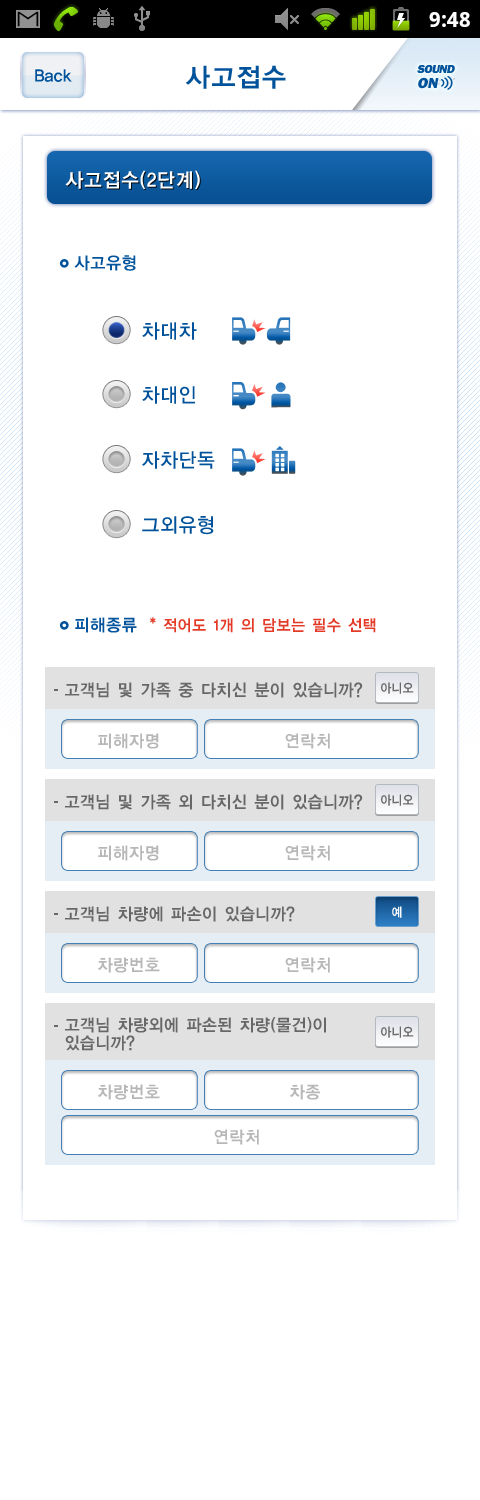 9:48
Back
사고접수
SOUND
ON
사고접수(2단계)
사고유형
차대차
차대인
자차단독
그외유형
피해종류 * 적어도 1개 의 담보는 필수 선택
- 고객님 및 가족 중 다치신 분이 있습니까? 아니오
피해자명 연락처
- 고객님 및 가족 외 다치신 분이 있습니까? 아니오
피해자명 연락처
- 고객님 차량에 파손이 있습니까? 예
차량번호 연락처
- 고객님 차량외에 파손된 차량(물건)이
있습니까? 아니오
차량번호 차종
연락처